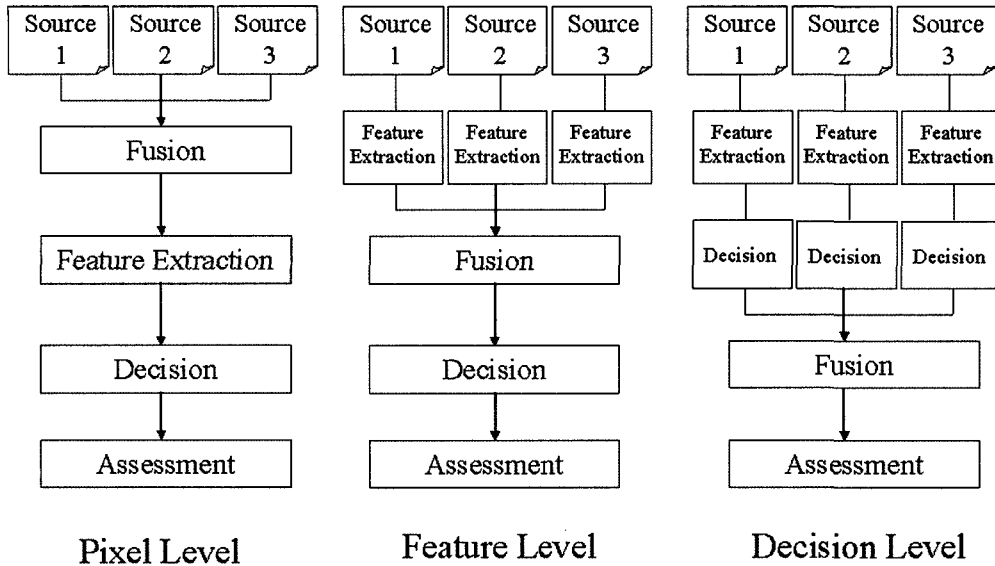 Source
1
Source
2
Source
3
Fusion
Feature Extraction
Decision
Assessment
Pixel Level
Source
1
Source
2
Source
3
Feature
Extraction
Feature
Extraction
Feature
Extraction
Fusion
Decision
Assessment
Feature Level
Source
1
Source
2
Source
3
Feature
Extraction
Feature
Extraction
Feature
Extraction
Decision
Decision
Decision
Fusion
Assessment
Decision Level